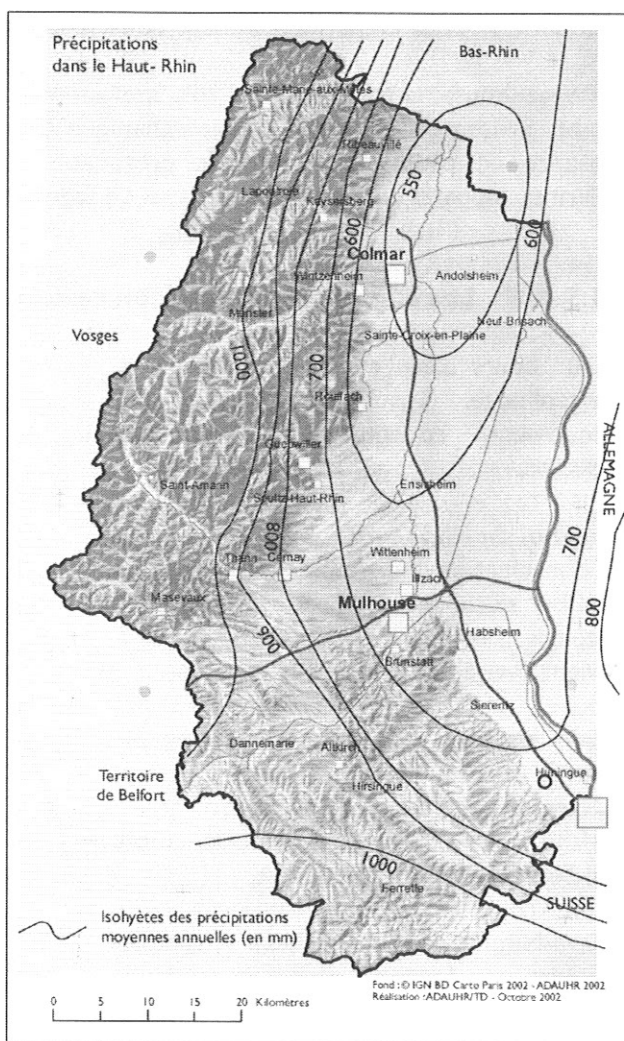 Précipitations
dans le Haut- Rhin
Bas-Rhin
Sainte-Marie-aux-Mines
Ribeauvillé
550
Lapoutroie
Kaysersberg
600
600
Colmar
Wintzenheim
Andolsheim
Munster
Neuf-Brisach
Vosges
Sainte-Croix-en-Plaine
1000
700
Rouffach
ALLEMAGNE
Guebwiller
Saint-Amarin
Ensisheim
Soultz-Haut-Rhin
700
800
Wittenheim
Thann
Cernay
Illzach
Masevaux
Mulhouse
800
900
Habsheim
Brunstatt
Sierentz
Dannemarie
Altkirch
Huningue
Territoire
de Belfort
Hirsingue
1000
Ferrette
SUISSE
Isohyètes des précipitations
moyennes annuelles (en mm)
Fond : © IGN BD Carto Paris 2002 - ADAUHR 2002
Réalisation : ADAUHR/TD - Octobre 2002
0 5 10 15 20 Kilomètres